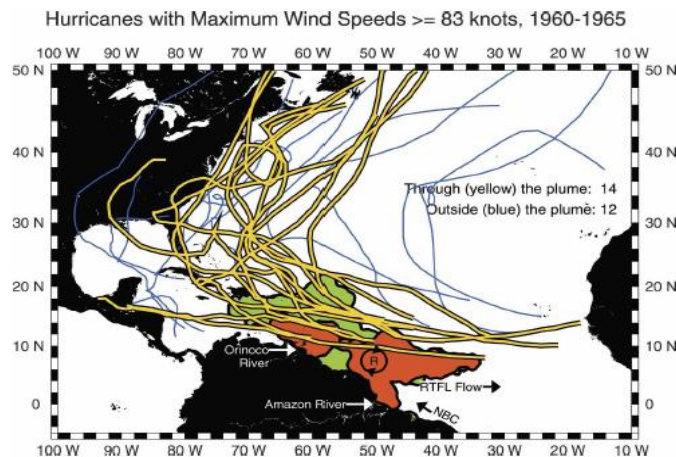 Hurricanes with Maximum Wind Speeds >= 83 knots, 1960-1965
100 W 90 W 80 W 70 W 60 W 50 W 40 W 30 W 20 W 10 W
50 N 50 N
40 N 40 N
Through (yellow) the plume: 14
Outside (blue) the plume: 12
30 N 30 N
20 N 20 N
10 N 10 N
Orinoco
River
R
RTFL Flow
0 0
Amazon River
NBC
100 W 90 W 80 W 70 W 60 W 50 W 40 W 30 W 20 W 10 W